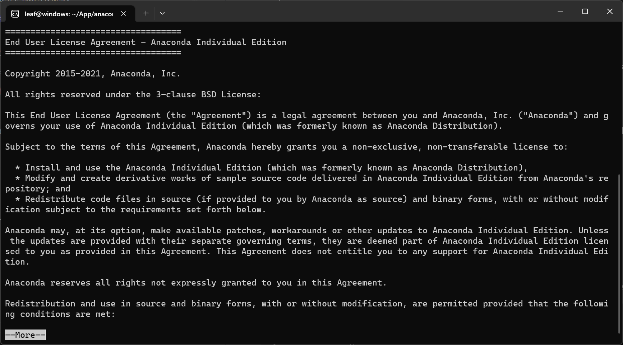 leaf@windows: ~/App/anacon
==================================
End User License Agreement - Anaconda Individual Edition
==================================
Copyright 2015-2021, Anaconda, Inc.
All rights reserved under the 3-clause BSD License:
This End User License Agreement (the "Agreement") is a legal agreement between you and Anaconda, Inc. ("Anaconda") and g
overns your use of Anaconda Individual Edition (which was formerly known as Anaconda Distribution).
Subject to the terms of this Agreement, Anaconda hereby grants you a non-exclusive, non-transferable license to:
* Install and use the Anaconda Individual Edition (which was formerly known as Anaconda Distribution),
* Modify and create derivative works of sample source code delivered in Anaconda Individual Edition from Anaconda's re
pository; and
* Redistribute code files in source (if provided to you by Anaconda as source) and binary forms, with or without modif
ication subject to the requirements set forth below.
Anaconda may, at its option, make available patches, workarounds or other updates to Anaconda Individual Edition. Unless
the updates are provided with their separate governing terms, they are deemed part of Anaconda Individual Edition licen
sed to you as provided in this Agreement. This Agreement does not entitle you to any support for Anaconda Individual Edi
tion.
Anaconda reserves all rights not expressly granted to you in this Agreement.
Redistribution and use in source and binary forms, with or without modification, are permitted provided that the followi
ng conditions are met:
--More--